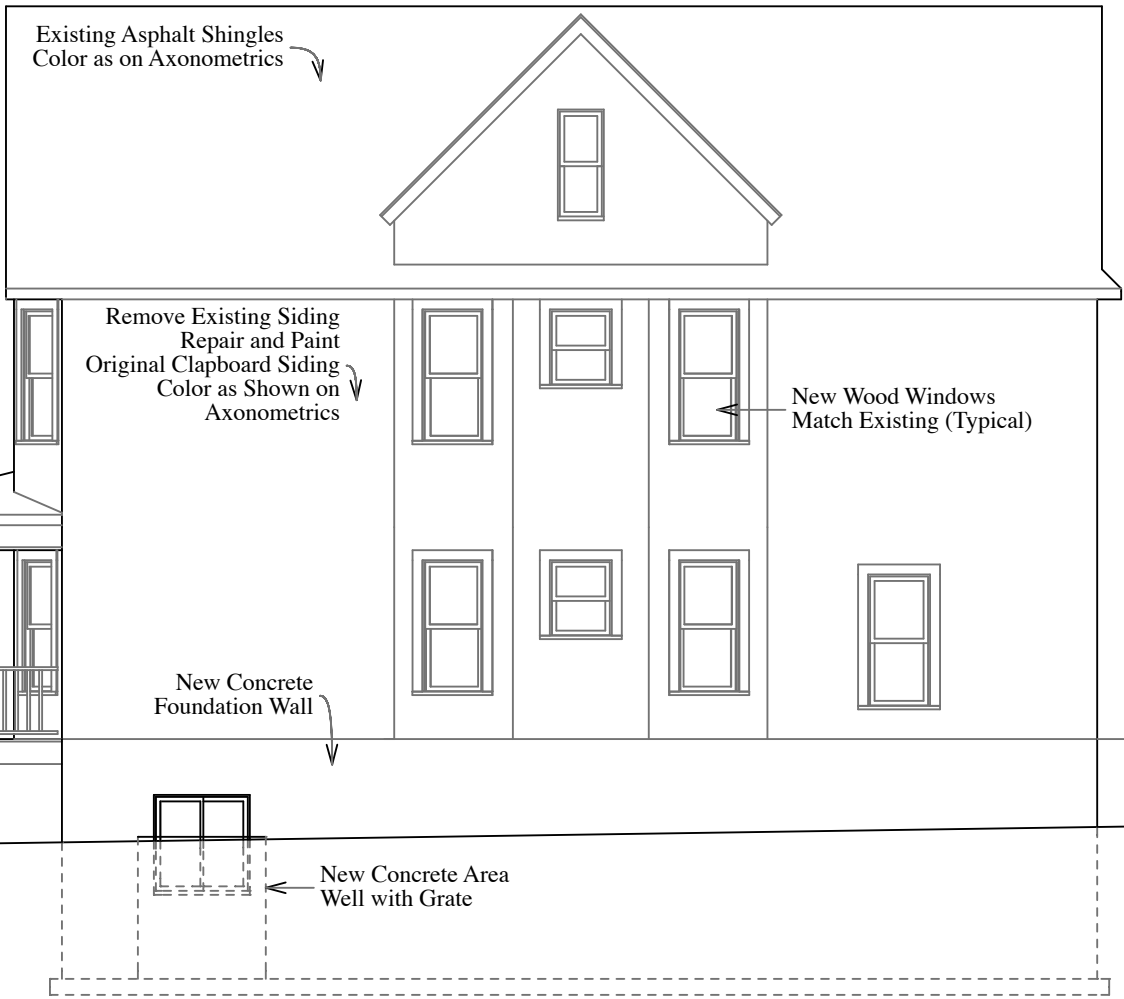 Existing Asphalt Shingles
Color as on Axonometrics
Remove Existing Siding
Repair and Paint
Original Clapboard Siding
Color as Shown on
Axonometrics
New Wood Windows
Match Existing (Typical)
New Concrete
Foundation Wall
New Concrete Area
Well with Grate